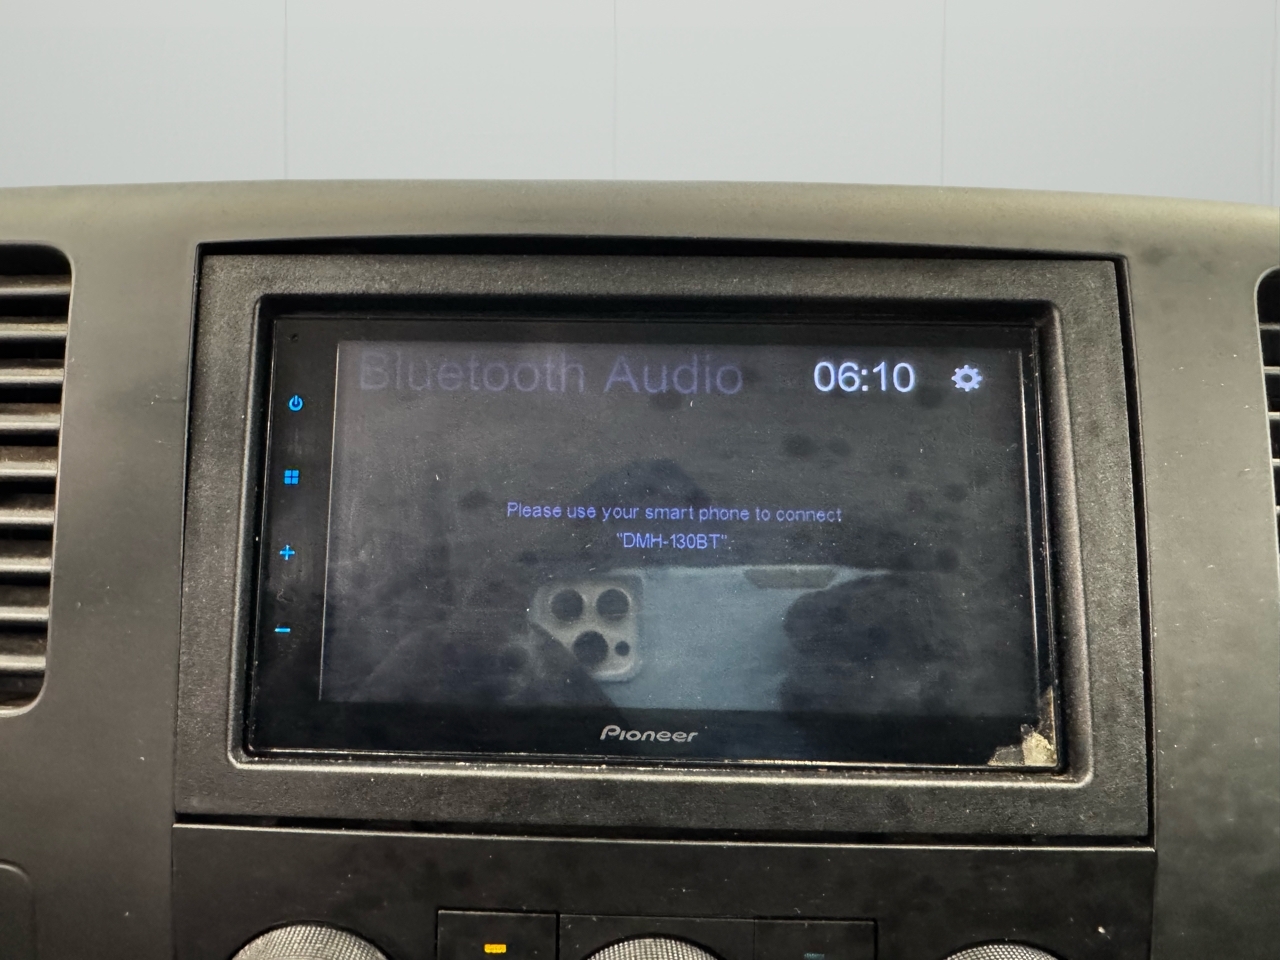 Bluetooth Audio 06:10
Please use your smart phone to connect
"DMH-130BT"
Pioneer